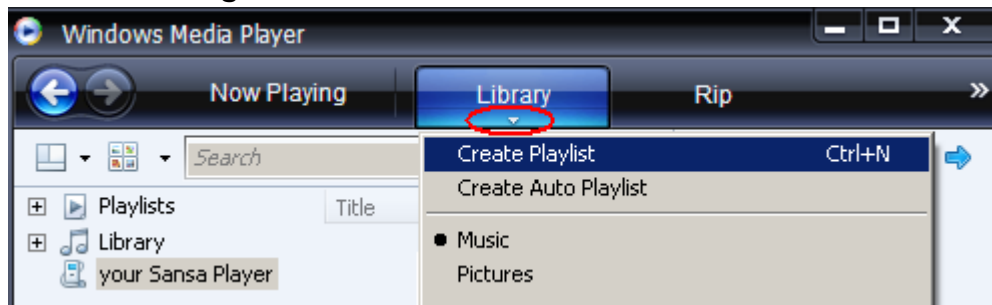 Windows Media Player
Now Playing Library Rip »
Search
Create Playlist Ctrl+N
Create Auto Playlist
Playlists Title
Library
Music
your Sansa Player
Pictures